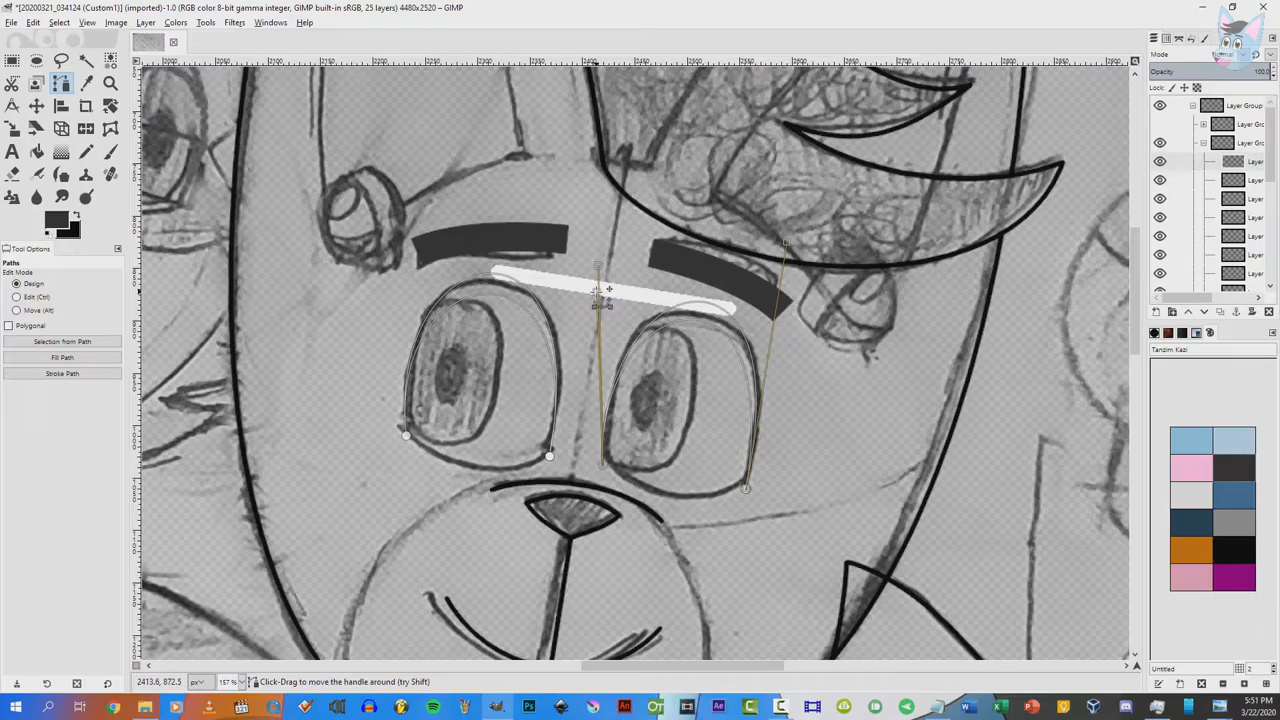 *[20200321_034124 (Custom)] (imported)-1.0 (RGB color 8-bit gamma integer, GIMP built-in sRGB, 25 layers) 4480x2520 – GIMP
File Edit Select View Image Layer Colors Tools Filters Windows Help
Mode Normal
Opacity 100.0
Lock:
Layer Group
Layer Gro
Layer Group
Layer
Layer
Layer
Layer
Layer
Layer
Layer
Tool Options
Paths
Edit Mode
Design
Edit (Ctrl)
Move (Alt)
Polygonal
Selection from Path
Fill Path
Stroke Path
Tanzim Kazi
Untitled 2
2413.6, 872.5 px 157 % Click-Drag to move the handle around (try Shift)
5:51 PM
3/22/2020